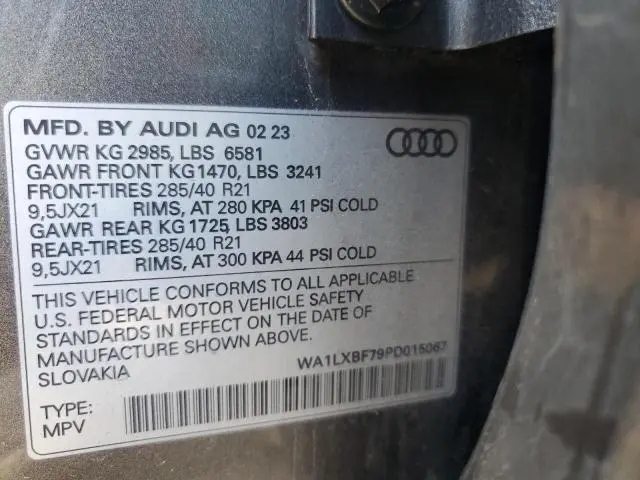 MFD. BY AUDI AG 02 23
GVWR KG 2985, LBS 6581
GAWR FRONT KG1470, LBS 3241
FRONT-TIRES 285/40 R21
9,5JX21 RIMS, AT 280 KPA 41 PSI COLD
GAWR REAR KG 1725, LBS 3803
REAR-TIRES 285/40 R21
9,5JX21 RIMS, AT 300 KPA 44 PSI COLD
THIS VEHICLE CONFORMS TO ALL APPLICABLE
U.S. FEDERAL MOTOR VEHICLE SAFETY
STANDARDS IN EFFECT ON THE DATE OF
MANUFACTURE SHOWN ABOVE.
SLOVAKIA
WA1LXBF79PD015067
TYPE:
MPV